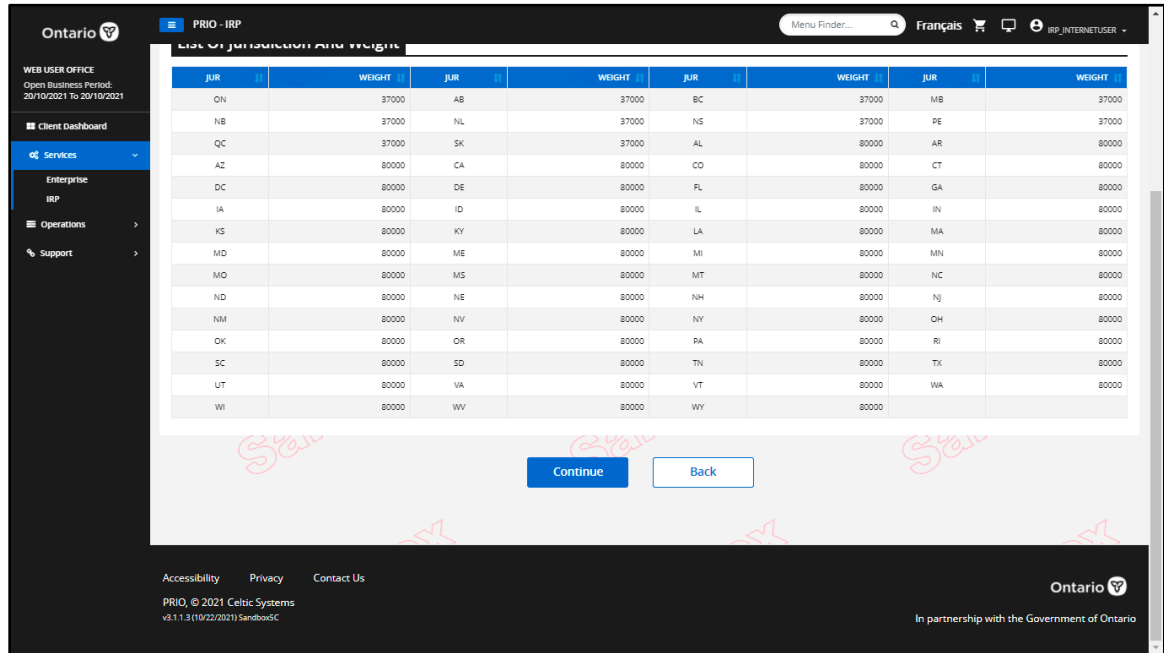 Ontario
PRIO - IRP
Menu Finder...
Français
IRP_INTERNETUSER
WEB USER OFFICE
Open Business Period:
20/10/2021 To 20/10/2021
Client Dashboard
Services
Enterprise
IRP
Operations
Support
List Of Jurisdiction And Weight
JUR WEIGHT JUR WEIGHT JUR WEIGHT JUR WEIGHT
ON 37000 AB 37000 BC 37000 MB 37000
NB 37000 NL 37000 NS 37000 PE 37000
QC 37000 SK 37000 AL 80000 AR 80000
AZ 80000 CA 80000 CO 80000 CT 80000
DC 80000 DE 80000 FL 80000 GA 80000
IA 80000 ID 80000 IL 80000 IN 80000
KS 80000 KY 80000 LA 80000 MA 80000
MD 80000 ME 80000 MI 80000 MN 80000
MO 80000 MS 80000 MT 80000 NC 80000
ND 80000 NE 80000 NH 80000 NJ 80000
NM 80000 NV 80000 NY 80000 OH 80000
OK 80000 OR 80000 PA 80000 RI 80000
SC 80000 SD 80000 TN 80000 TX 80000
UT 80000 VA 80000 VT 80000 WA 80000
WI 80000 WV 80000 WY 80000
Continue
Back
Accessibility Privacy Contact Us
PRIO, © 2021 Celtic Systems
v3.1.1.3 (10/22/2021) Sandbox5C
Ontario
In partnership with the Government of Ontario